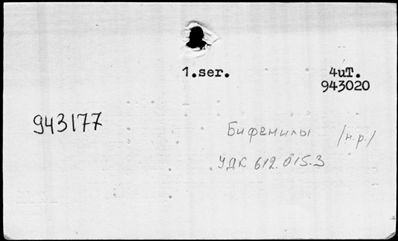 1.ser.
4uT.
943020
943177
Бифенилы /п.р./
УДК 612.015.3